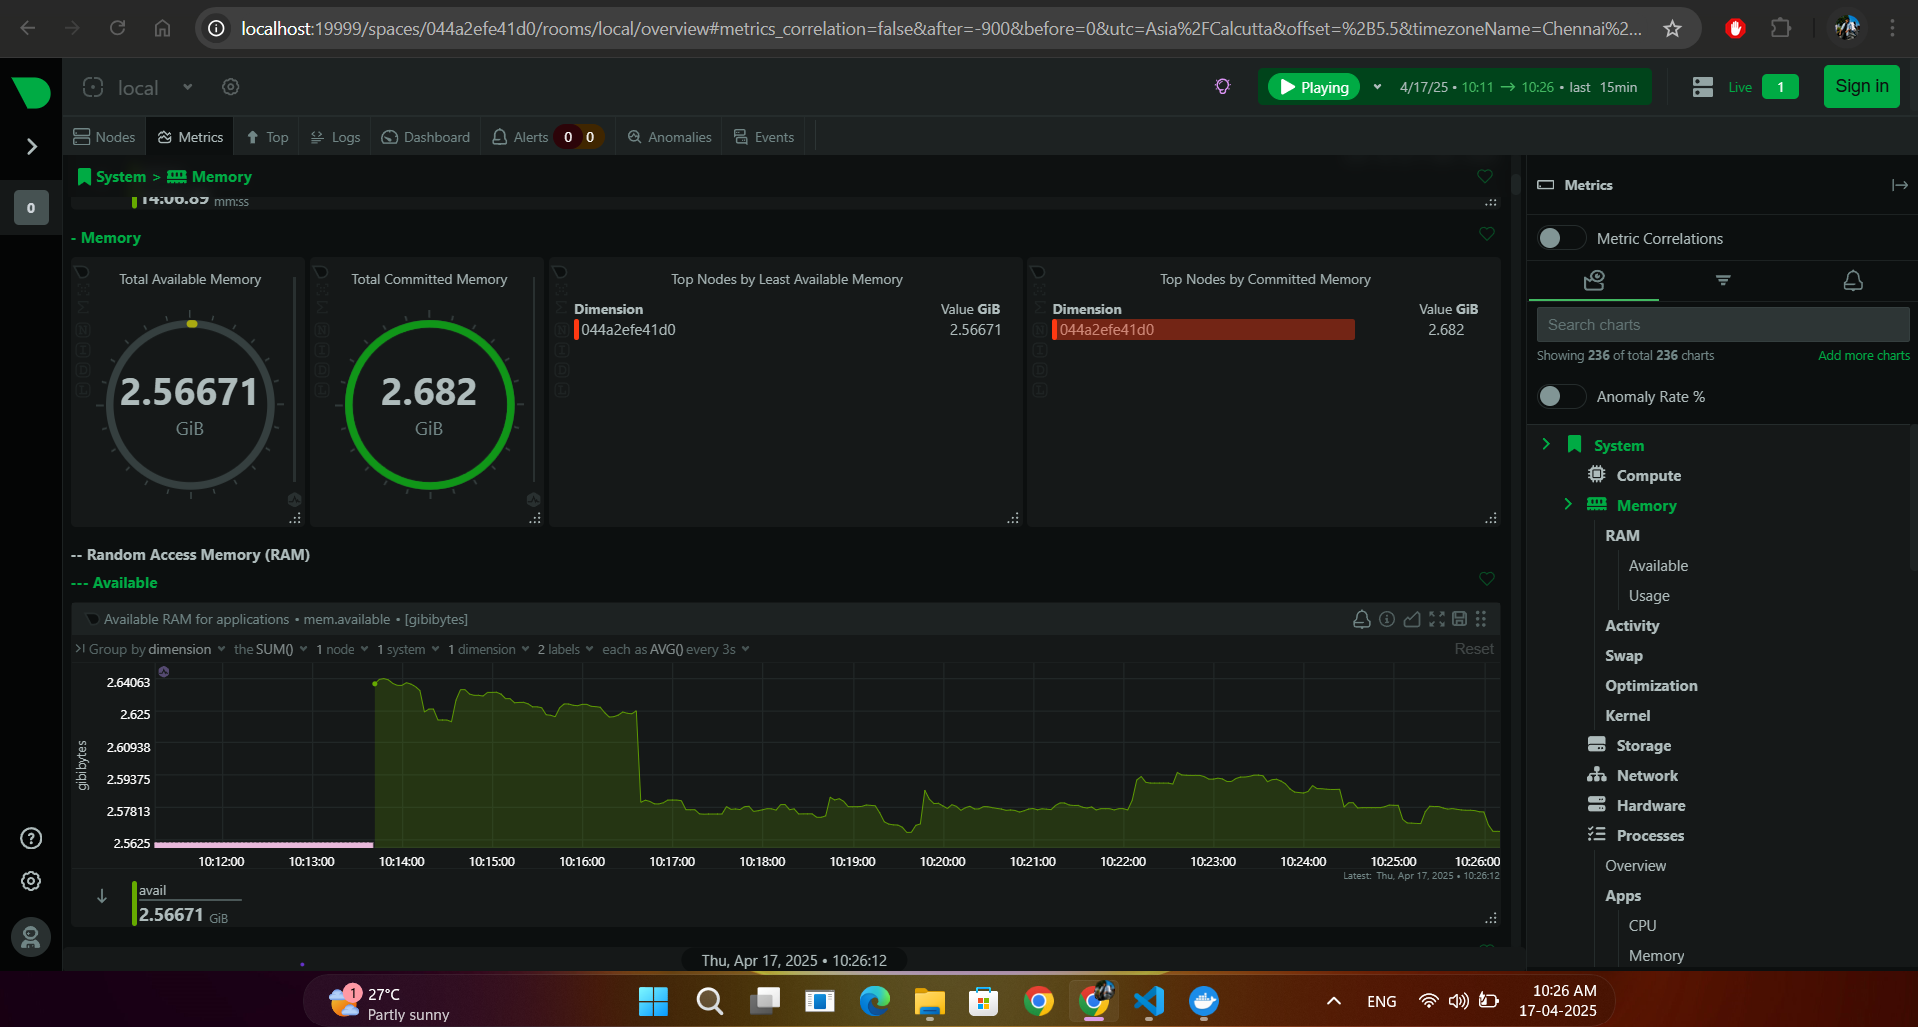 localhost:19999/spaces/044a2efe41d0/rooms/local/overview#metrics_correlation=false&after=-900&before=0&utc=Asia%2FCalcutta&offset=%2B5.5&timezoneName=Chennai%2...
local
Playing
4/17/25 • 10:11 → 10:26 • last 15min
Live
1
Sign in
Nodes
Metrics
Top
Logs
Dashboard
Alerts 0 0
Anomalies
Events
0
System > Memory
14:06.89 mm:ss
- Memory
Total Available Memory
2.56671
GiB
Total Committed Memory
2.682
GiB
Top Nodes by Least Available Memory
Dimension Value GiB
044a2efe41d0 2.56671
Top Nodes by Committed Memory
Dimension Value GiB
044a2efe41d0 2.682
-- Random Access Memory (RAM)
--- Available
Available RAM for applications • mem.available • [gibibytes]
Group by dimension the SUM() 1 node 1 system 1 dimension 2 labels each as AVG() every 3s Reset
gibibytes
2.64063
2.625
2.60938
2.59375
2.57813
2.5625
10:12:00 10:13:00 10:14:00 10:15:00 10:16:00 10:17:00 10:18:00 10:19:00 10:20:00 10:21:00 10:22:00 10:23:00 10:24:00 10:25:00 10:26:00
Latest: Thu, Apr 17, 2025 • 10:26:12
avail
2.56671 GiB
Thu, Apr 17, 2025 • 10:26:12
Metrics
Metric Correlations
Search charts
Showing 236 of total 236 charts Add more charts
Anomaly Rate %
System
Compute
Memory
RAM
Available
Usage
Activity
Swap
Optimization
Kernel
Storage
Network
Hardware
Processes
Overview
Apps
CPU
Memory
1
27°C
Partly sunny
ENG
10:26 AM
17-04-2025